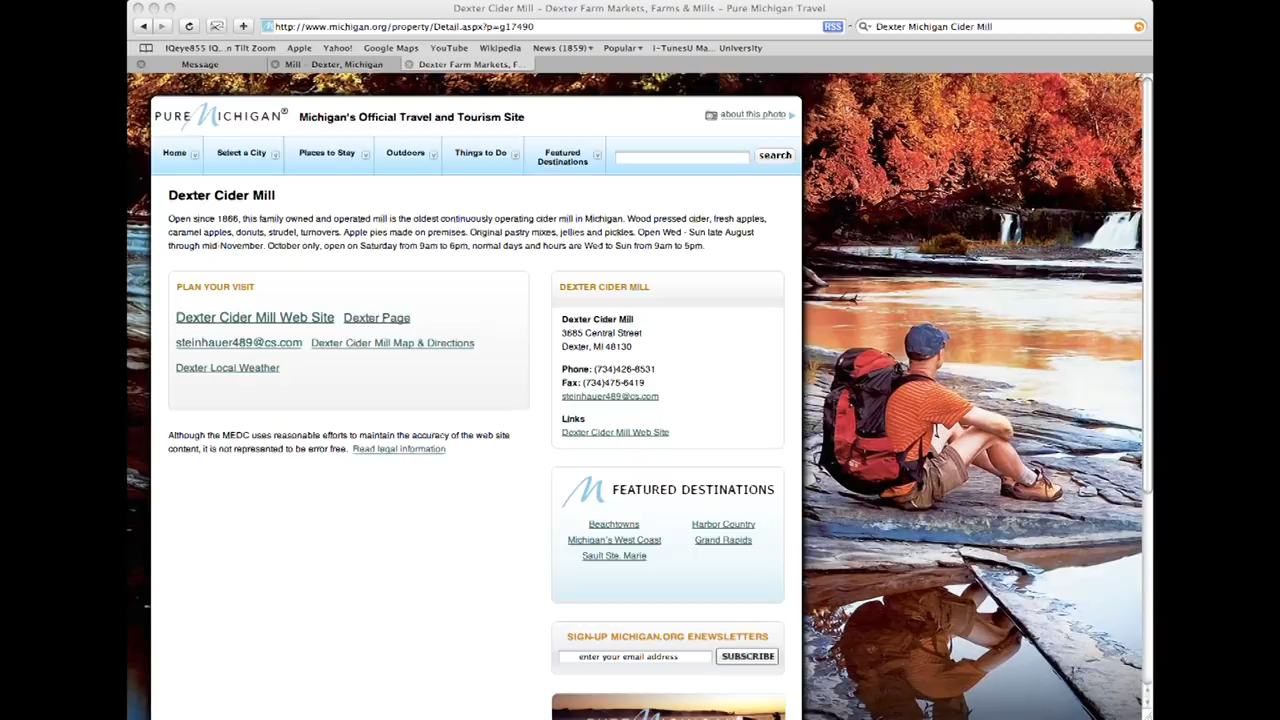 Dexter Cider Mill – Dexter Farm Markets, Farms & Mills – Pure Michigan Travel
http://www.michigan.org/property/Detail.aspx?p=g17490
RSS
Dexter Michigan Cider Mill
IQeye855 IQ...n Tilt Zoom Apple Yahoo! Google Maps YouTube Wikipedia News (1859) Popular i-TunesU Ma... University
Message Mill – Dexter, Michigan Dexter Farm Markets, F...
PURE MICHIGAN® Michigan's Official Travel and Tourism Site about this photo
Home Select a City Places to Stay Outdoors Things to Do Featured Destinations search
Dexter Cider Mill
Open since 1866, this family owned and operated mill is the oldest continuously operating cider mill in Michigan. Wood pressed cider, fresh apples,
caramel apples, donuts, strudel, turnovers. Apple pies made on premises. Original pastry mixes, jellies and pickles. Open Wed - Sun late August
through mid-November. October only, open on Saturday from 9am to 6pm, normal days and hours are Wed to Sun from 9am to 5pm.
PLAN YOUR VISIT
Dexter Cider Mill Web Site Dexter Page
steinhauer489@cs.com Dexter Cider Mill Map & Directions
Dexter Local Weather
Although the MEDC uses reasonable efforts to maintain the accuracy of the web site
content, it is not represented to be error free. Read legal information
DEXTER CIDER MILL
Dexter Cider Mill
3685 Central Street
Dexter, MI 48130
Phone: (734)426-8531
Fax: (734)475-6419
steinhauer489@cs.com
Links
Dexter Cider Mill Web Site
FEATURED DESTINATIONS
Beachtowns Harbor Country
Michigan's West Coast Grand Rapids
Sault Ste. Marie
SIGN-UP MICHIGAN.ORG ENEWSLETTERS
enter your email address SUBSCRIBE